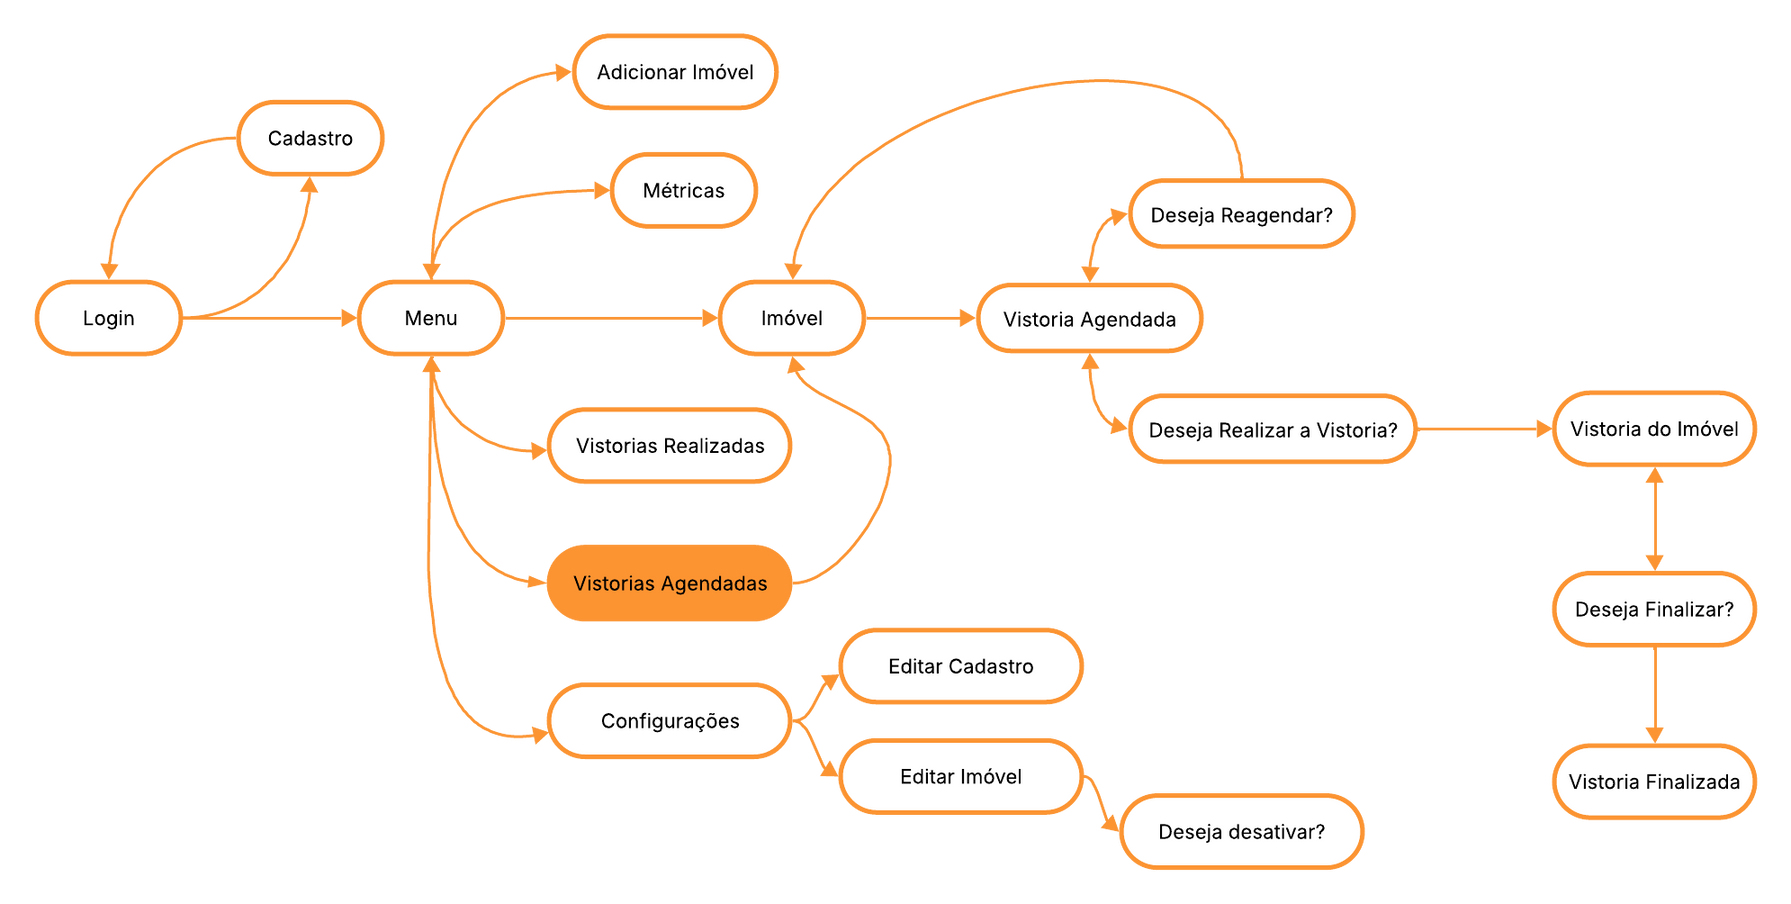 Adicionar Imóvel
Cadastro
Métricas
Deseja Reagendar?
Login
Menu
Imóvel
Vistoria Agendada
Vistorias Realizadas
Deseja Realizar a Vistoria?
Vistoria do Imóvel
Vistorias Agendadas
Deseja Finalizar?
Editar Cadastro
Configurações
Editar Imóvel
Vistoria Finalizada
Deseja desativar?